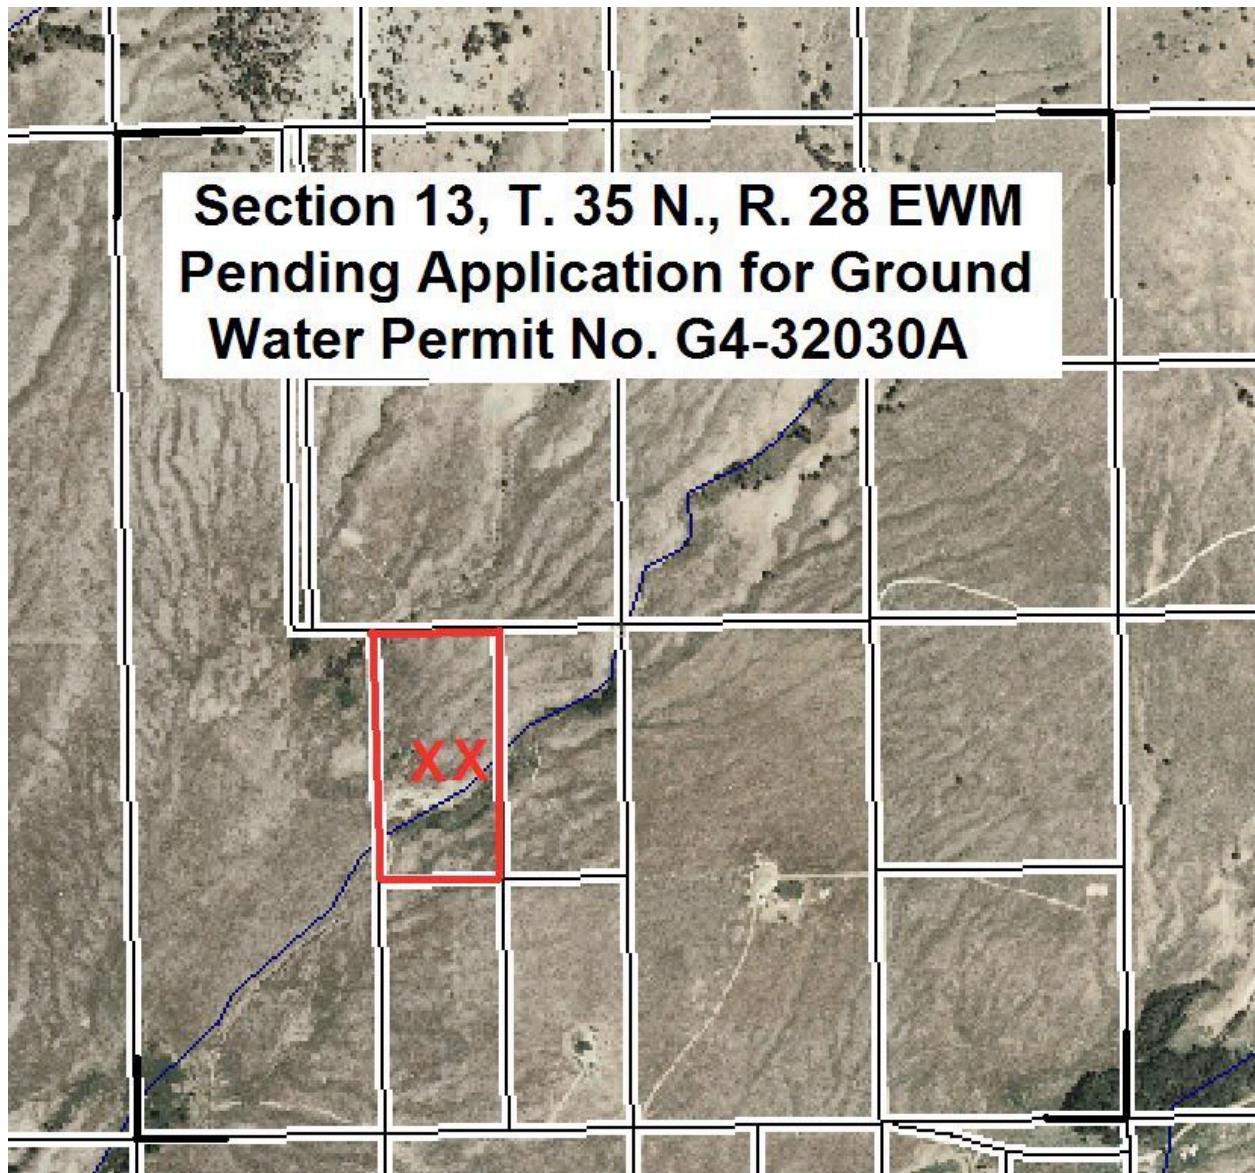 Section 13, T. 35 N., R. 28 EWM
Pending Application for Ground
Water Permit No. G4-32030A
XX